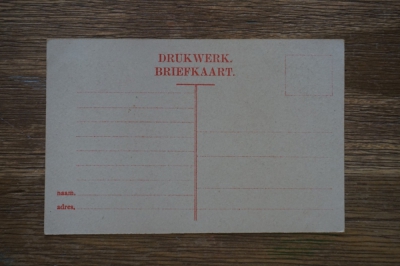 DRUKWERK.
BRIEFKAART.
naam.
adres.